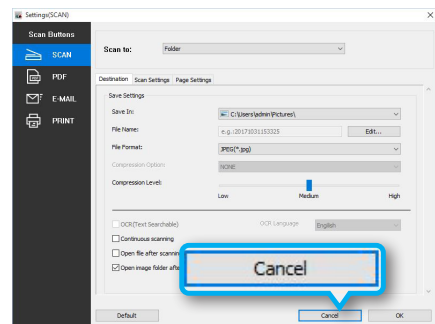 Settings(SCAN)
Scan Buttons
SCAN
PDF
E-MAIL
PRINT
Scan to:
Folder
Destination
Scan Settings
Page Settings
Save Settings
Save In:
C:\Users\admin\Pictures\
File Name:
e.g.:20171031153325
Edit...
File Format:
JPEG(*.jpg)
Compression Option:
NONE
Compression Level:
Low
Medium
High
OCR(Text Searchable)
OCR Language
English
Continuous scanning
Open file after scanning
Open image folder afte
Cancel
Default
Cancel
OK